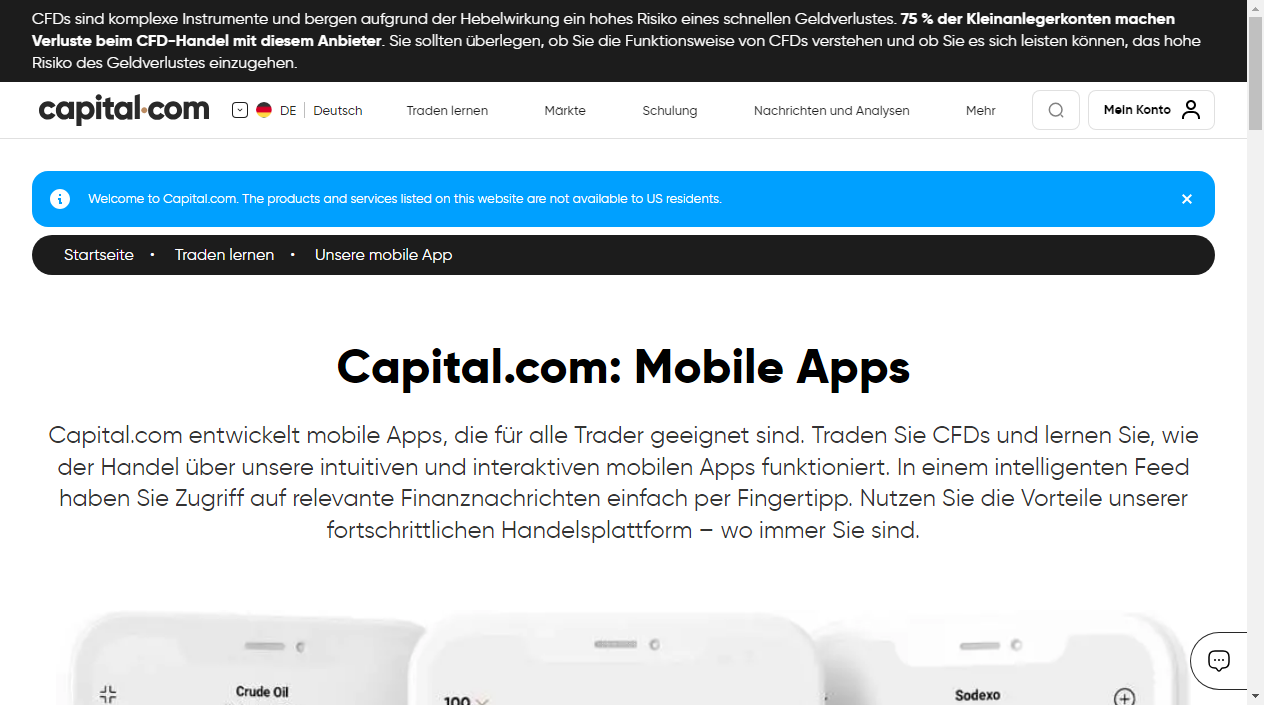 CFDs sind komplexe Instrumente und bergen aufgrund der Hebelwirkung ein hohes Risiko eines schnellen Geldverlustes. 75 % der Kleinanlegerkonten machen
Verluste beim CFD-Handel mit diesem Anbieter. Sie sollten überlegen, ob Sie die Funktionsweise von CFDs verstehen und ob Sie es sich leisten können, das hohe
Risiko des Geldverlustes einzugehen.
capital.com DE Deutsch Traden lernen Märkte Schulung Nachrichten und Analysen Mehr Mein Konto
Welcome to Capital.com. The products and services listed on this website are not available to US residents.
Startseite • Traden lernen • Unsere mobile App
Capital.com: Mobile Apps
Capital.com entwickelt mobile Apps, die für alle Trader geeignet sind. Traden Sie CFDs und lernen Sie, wie
der Handel über unsere intuitiven und interaktiven mobilen Apps funktioniert. In einem intelligenten Feed
haben Sie Zugriff auf relevante Finanznachrichten einfach per Fingertipp. Nutzen Sie die Vorteile unserer
fortschrittlichen Handelsplattform – wo immer Sie sind.
Crude Oil
100
Sodexo